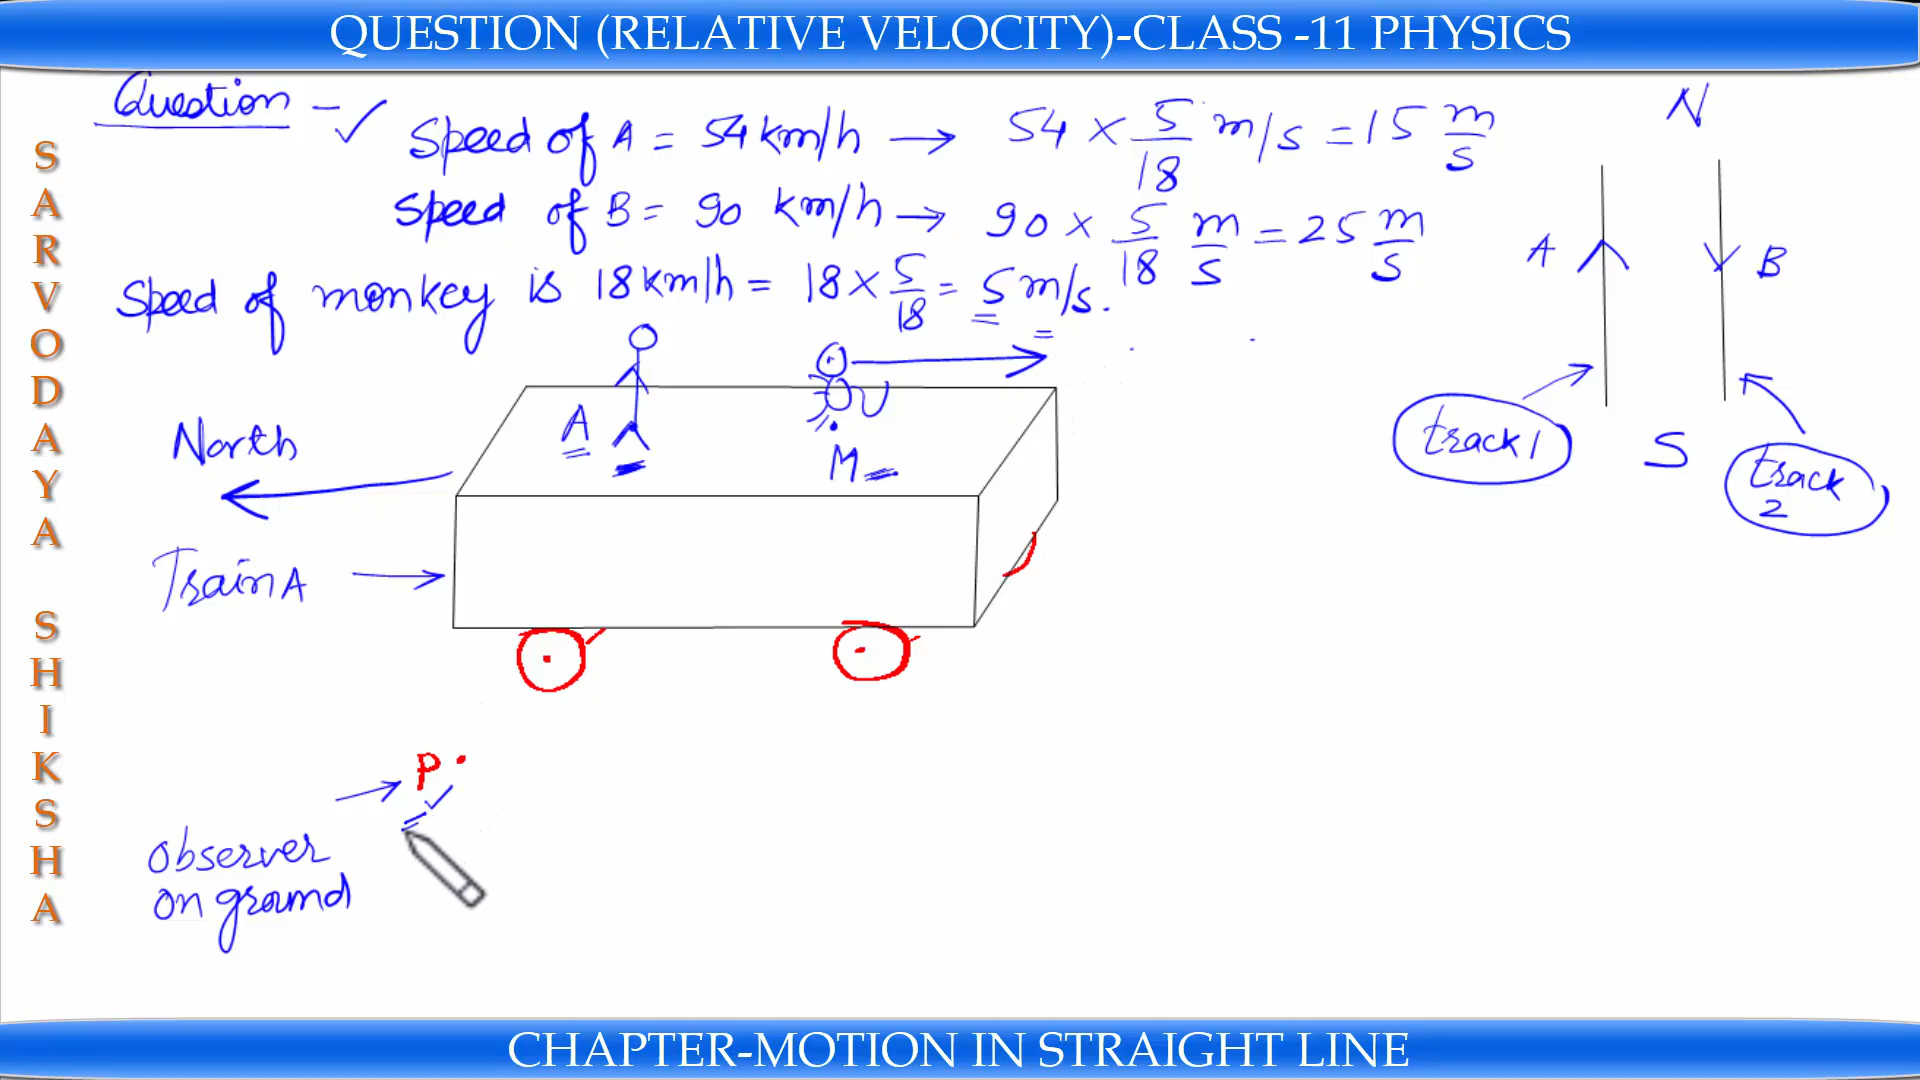 QUESTION (RELATIVE VELOCITY)-CLASS -11 PHYSICS
SARVODAYA SHIKSHA
Question - ✓
Speed of A = 54 km/h → 54 × 5/18 m/s = 15 m/s
Speed of B = 90 km/h → 90 × 5/18 m/s = 25 m/s
Speed of monkey is 18 km/h = 18 × 5/18 = 5 m/s.
N
A
B
track 1
S
track 2
North
A
M
Train A
P
observer
on ground
CHAPTER-MOTION IN STRAIGHT LINE